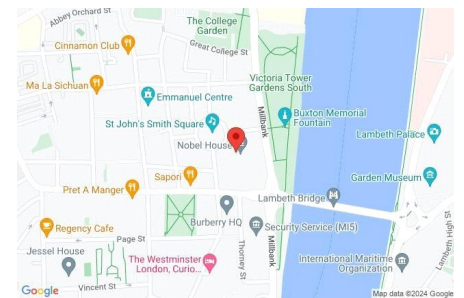 Abbey Orchard St
The College
Garden
Cinnamon Club
Great College St
Ma La Sichuan
Victoria Tower
Gardens South
Emmanuel Centre
Millbank
Buxton Memorial
Fountain
St John's Smith Square
Lambeth Palace
Nobel House
Sapori
Garden Museum
Pret A Manger
Lambeth Bridge
Burberry HQ
Lambeth High St
Regency Cafe
Page St
Security Service (MI5)
Jessel House
The Westminster
London, Curio...
Thorney St
Millbank
International Maritime
Organization
Vincent St
Google
Map data ©2024 Google